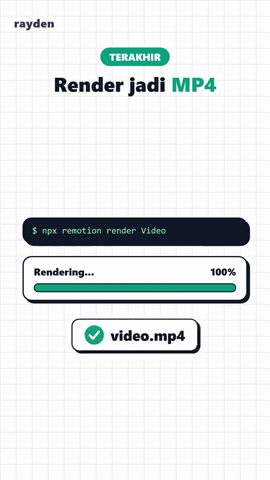 rayden
TERAKHIR
Render jadi MP4
$ npx remotion render Video
Rendering... 100%
video.mp4